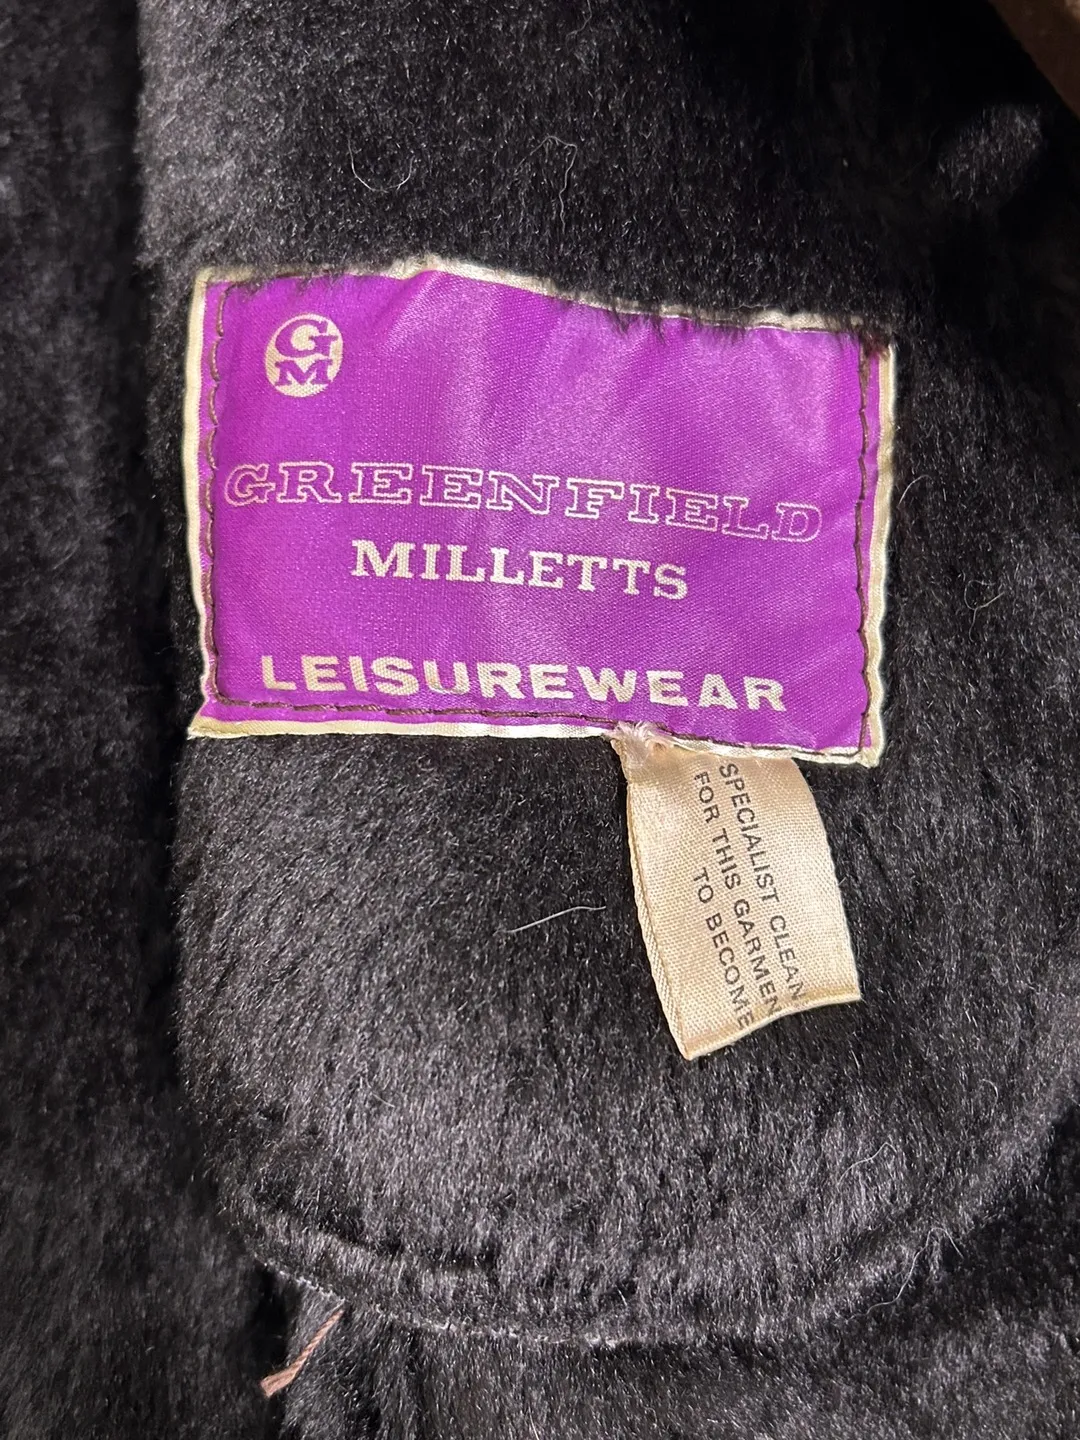 GM
GREENFIELD
MILLETTS
LEISUREWEAR
SPECIALIST CLEAN
FOR THIS GARMEN
TO BECOME